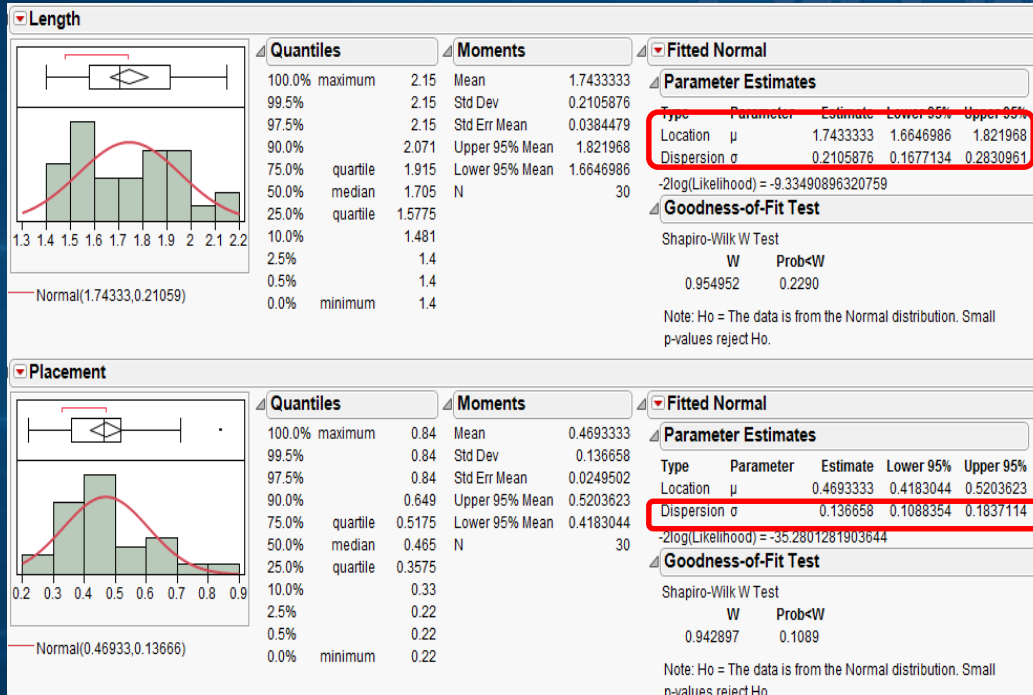 Length
1.3 1.4 1.5 1.6 1.7 1.8 1.9 2 2.1 2.2
Normal(1.74333,0.21059)
Quantiles
100.0% maximum 2.15
99.5% 2.15
97.5% 2.15
90.0% 2.071
75.0% quartile 1.915
50.0% median 1.705
25.0% quartile 1.5775
10.0% 1.481
2.5% 1.4
0.5% 1.4
0.0% minimum 1.4
Moments
Mean 1.7433333
Std Dev 0.2105876
Std Err Mean 0.0384479
Upper 95% Mean 1.821968
Lower 95% Mean 1.6646986
N 30
Fitted Normal
Parameter Estimates
Type Parameter Estimate Lower 95% Upper 95%
Location μ 1.7433333 1.6646986 1.821968
Dispersion σ 0.2105876 0.1677134 0.2830961
-2log(Likelihood) = -9.33490896320759
Goodness-of-Fit Test
Shapiro-Wilk W Test
W Prob<W
0.954952 0.2290
Note: Ho = The data is from the Normal distribution. Small
p-values reject Ho.
Placement
0.2 0.3 0.4 0.5 0.6 0.7 0.8 0.9
Normal(0.46933,0.13666)
Quantiles
100.0% maximum 0.84
99.5% 0.84
97.5% 0.84
90.0% 0.649
75.0% quartile 0.5175
50.0% median 0.465
25.0% quartile 0.3575
10.0% 0.33
2.5% 0.22
0.5% 0.22
0.0% minimum 0.22
Moments
Mean 0.4693333
Std Dev 0.136658
Std Err Mean 0.0249502
Upper 95% Mean 0.5203623
Lower 95% Mean 0.4183044
N 30
Fitted Normal
Parameter Estimates
Type Parameter Estimate Lower 95% Upper 95%
Location μ 0.4693333 0.4183044 0.5203623
Dispersion σ 0.136658 0.1088354 0.1837114
-2log(Likelihood) = -35.2801281903644
Goodness-of-Fit Test
Shapiro-Wilk W Test
W Prob<W
0.942897 0.1089
Note: Ho = The data is from the Normal distribution. Small
p-values reject Ho.